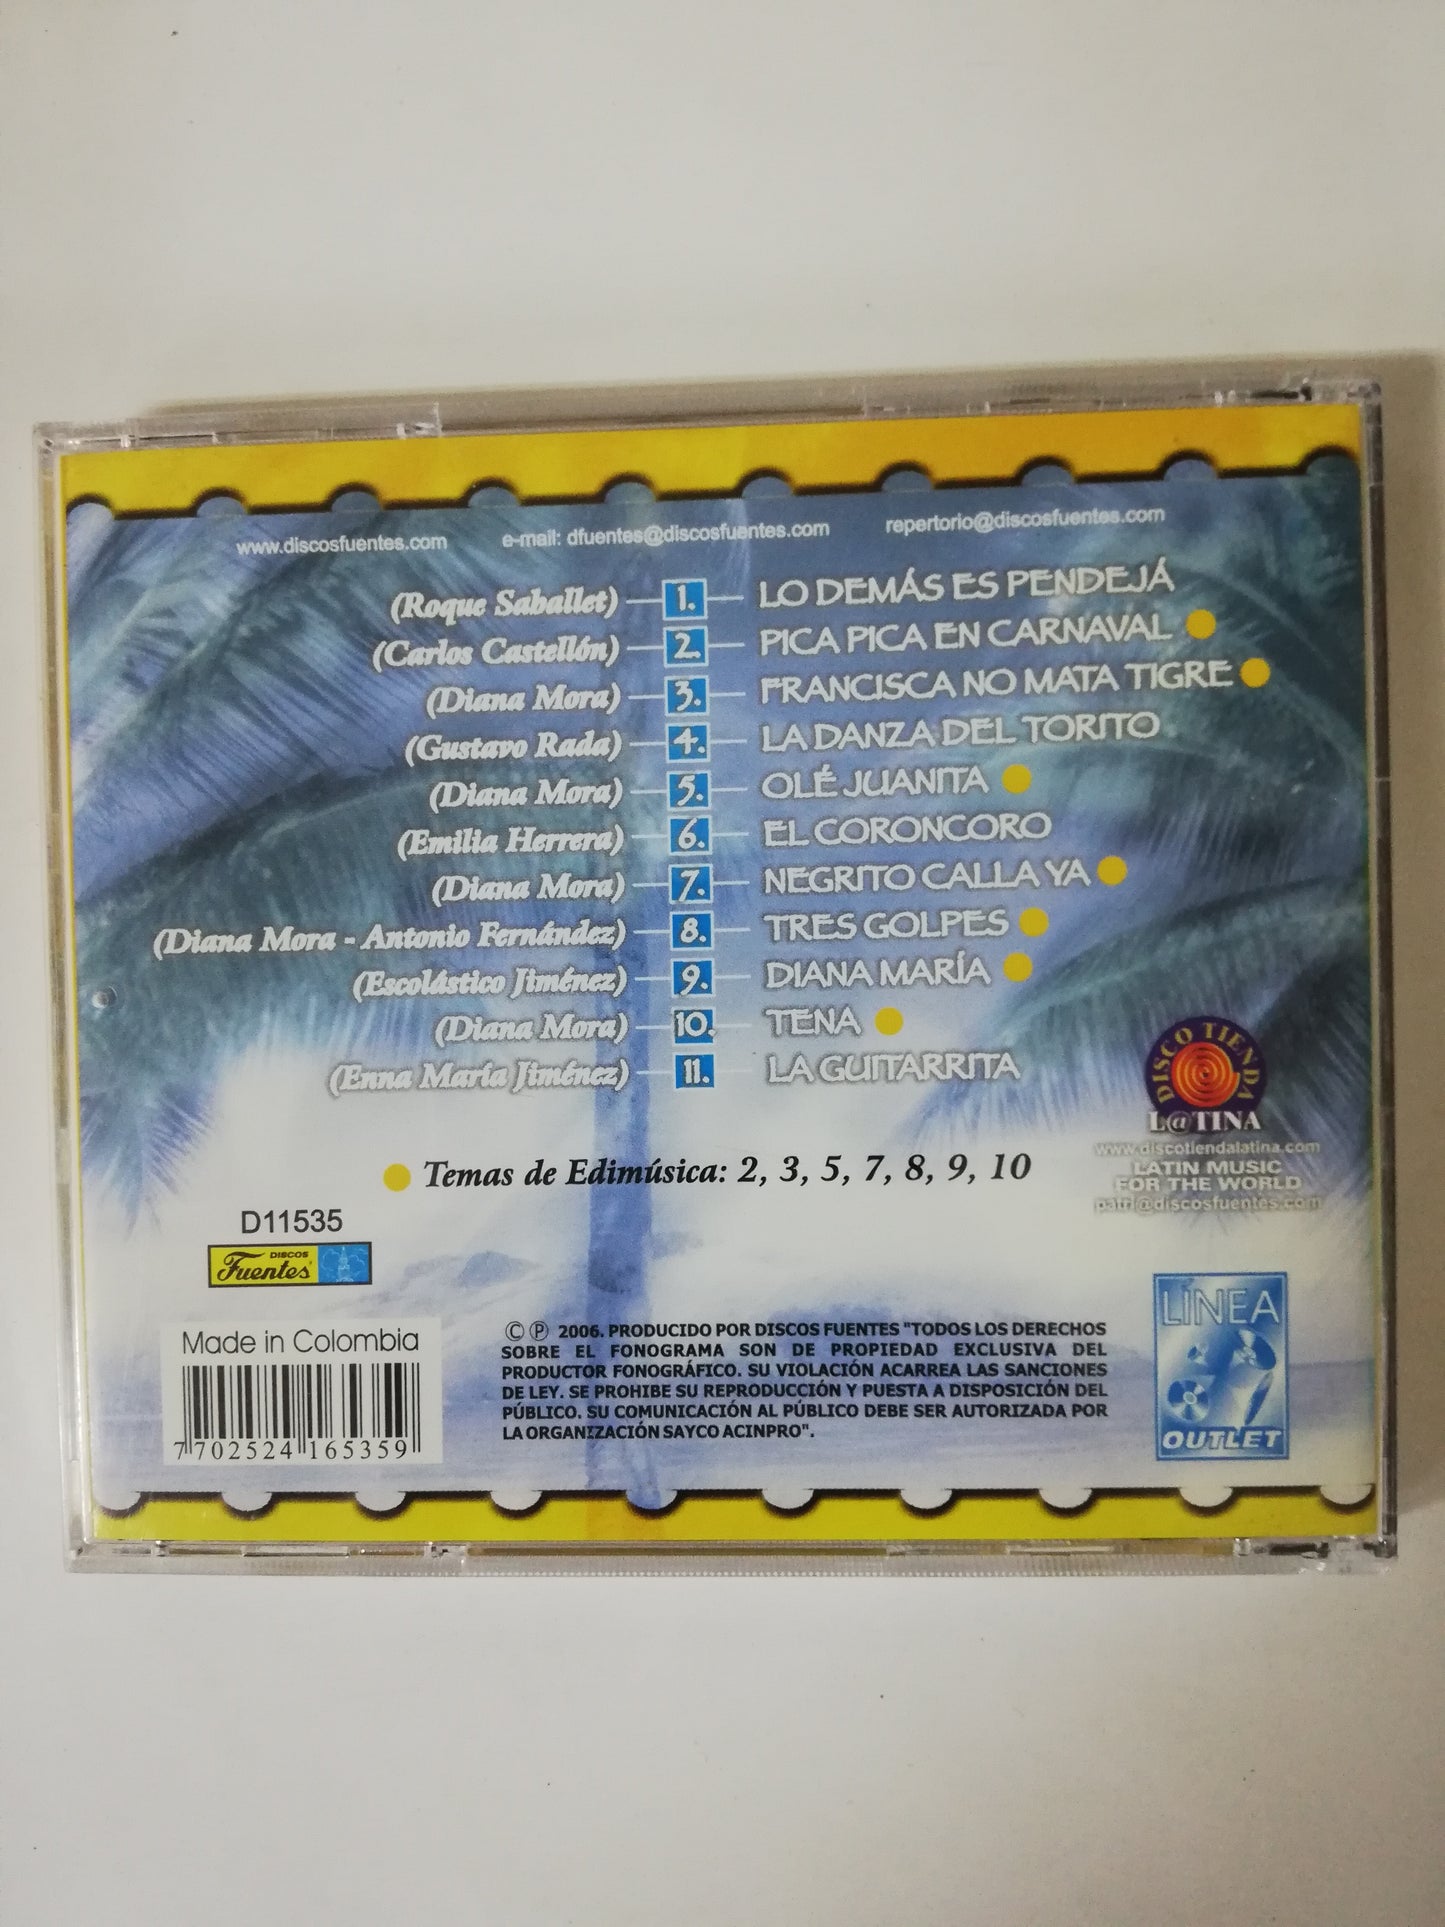 www.discosfuentes.com e-mail: dfuentes@discosfuentes.com repertorio@discosfuentes.com
(Roque Saballet) 1. LO DEMÁS ES PENDEJÁ
(Carlos Castellón) 2. PICA PICA EN CARNAVAL
(Diana Mora) 3. FRANCISCA NO MATA TIGRE
(Gustavo Rada) 4. LA DANZA DEL TORITO
(Diana Mora) 5. OLÉ JUANITA
(Emilia Herrera) 6. EL CORONCORO
(Diana Mora) 7. NEGRITO CALLA YA
(Diana Mora - Antonio Fernández) 8. TRES GOLPES
(Escolástico Jiménez) 9. DIANA MARÍA
(Diana Mora) 10. TENA
(Enna María Jiménez) 11. LA GUITARRITA
DISCO TIENDA
L@TINA
www.discotiendalatina.com
LATIN MUSIC
FOR THE WORLD
patri@discosfuentes.com
Temas de Edimúsica: 2, 3, 5, 7, 8, 9, 10
D11535
DISCOS
Fuentes
Made in Colombia
7 702524 165359
© ℗ 2006. PRODUCIDO POR DISCOS FUENTES "TODOS LOS DERECHOS
SOBRE EL FONOGRAMA SON DE PROPIEDAD EXCLUSIVA DEL
PRODUCTOR FONOGRÁFICO. SU VIOLACIÓN ACARREA LAS SANCIONES
DE LEY. SE PROHIBE SU REPRODUCCIÓN Y PUESTA A DISPOSICIÓN DEL
PÚBLICO. SU COMUNICACIÓN AL PÚBLICO DEBE SER AUTORIZADA POR
LA ORGANIZACIÓN SAYCO ACINPRO".
LÍNEA
OUTLET